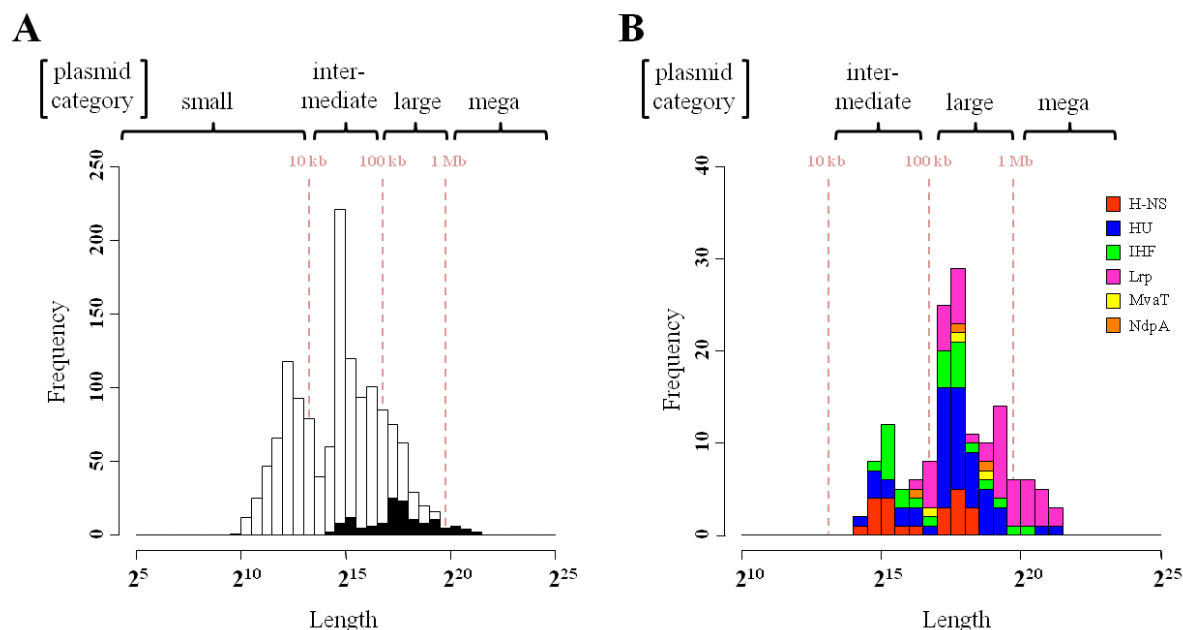 A
plasmid
category
small
inter-
mediate
large
mega
10 kb
100 kb
1 Mb
Frequency
250
200
150
100
50
0
2^5
2^10
2^15
2^20
2^25
Length
B
plasmid
category
inter-
mediate
large
mega
10 kb
100 kb
1 Mb
Frequency
40
30
20
10
0
H-NS
HU
IHF
Lrp
MvaT
NdpA
2^10
2^15
2^20
2^25
Length